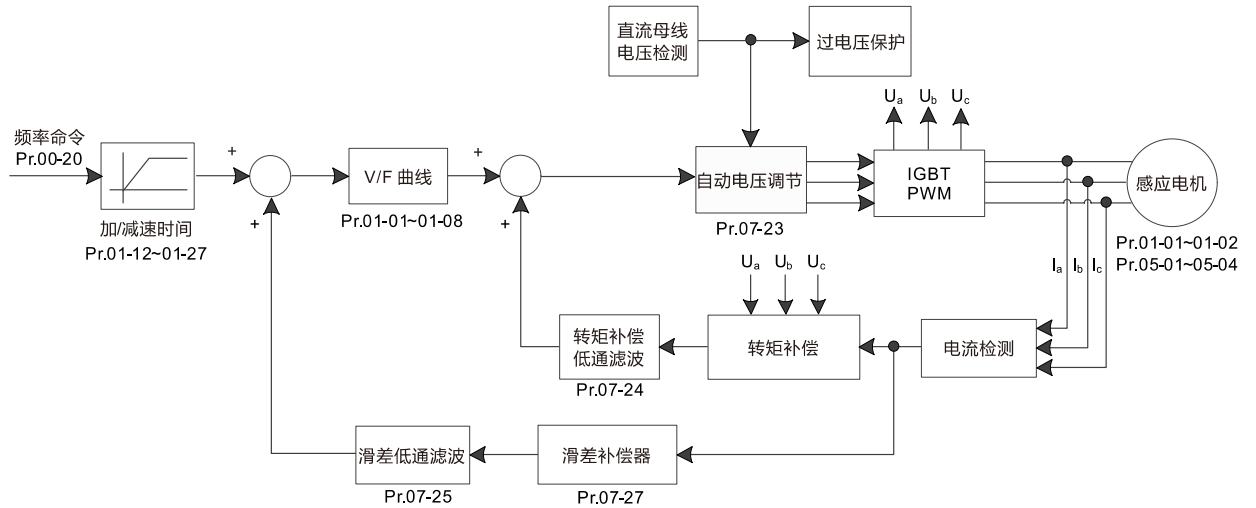 直流母线
电压检测
过电压保护
Ua Ub Uc
频率命令
Pr.00-20
+
+
V/F 曲线
自动电压调节
IGBT
PWM
感应电机
加/减速时间
Pr.01-12~01-27
+
Pr.01-01~01-08
+
Pr.07-23
Pr.01-01~01-02
Pr.05-01~05-04
Ua Ub Uc
Ia Ib Ic
转矩补偿
低通滤波
转矩补偿
电流检测
Pr.07-24
滑差低通滤波
滑差补偿器
Pr.07-25
Pr.07-27